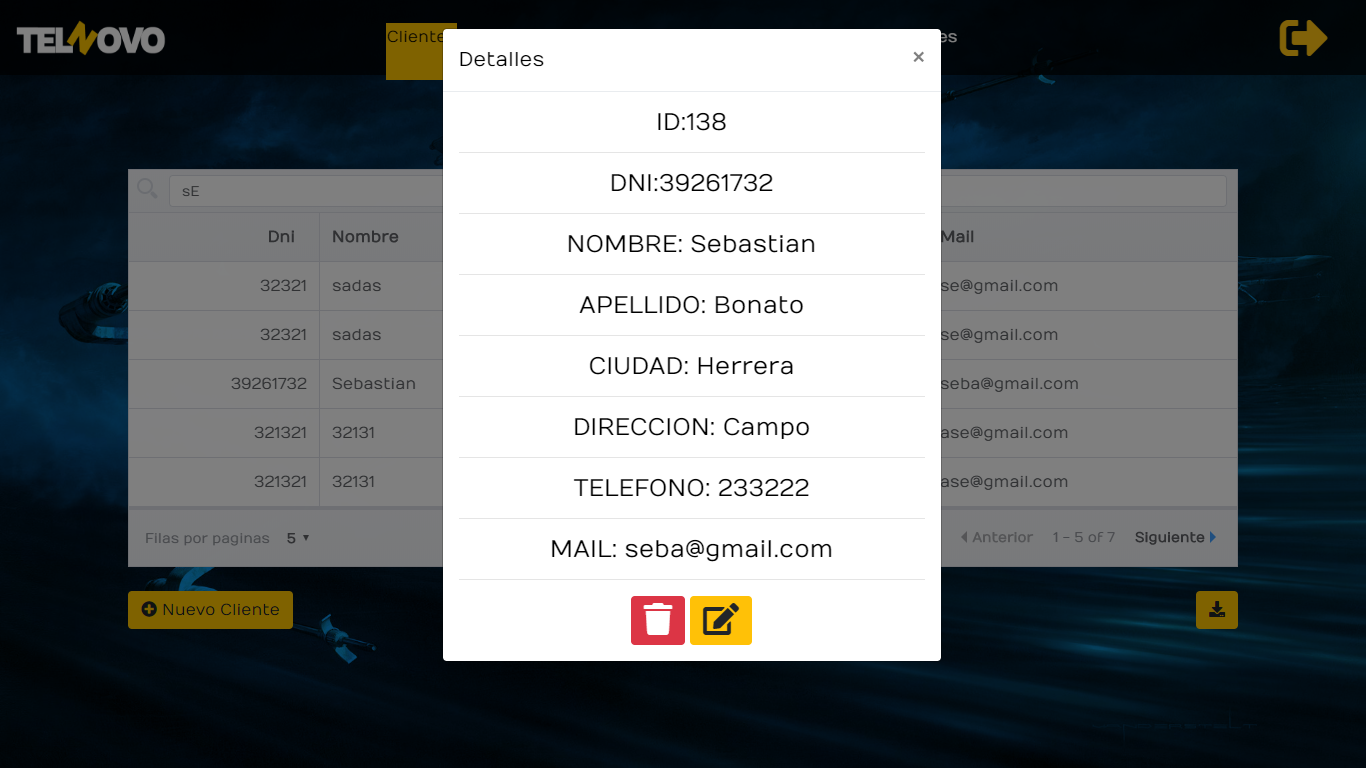 TELNOVO
Cliente
es
Detalles ×
ID:138
DNI:39261732
NOMBRE: Sebastian
APELLIDO: Bonato
CIUDAD: Herrera
DIRECCION: Campo
TELEFONO: 233222
MAIL: seba@gmail.com
sE
Dni Nombre Mail
32321 sadas se@gmail.com
32321 sadas se@gmail.com
39261732 Sebastian seba@gmail.com
321321 32131 ase@gmail.com
321321 32131 ase@gmail.com
Filas por paginas 5 Anterior 1 - 5 of 7 Siguiente
Nuevo Cliente